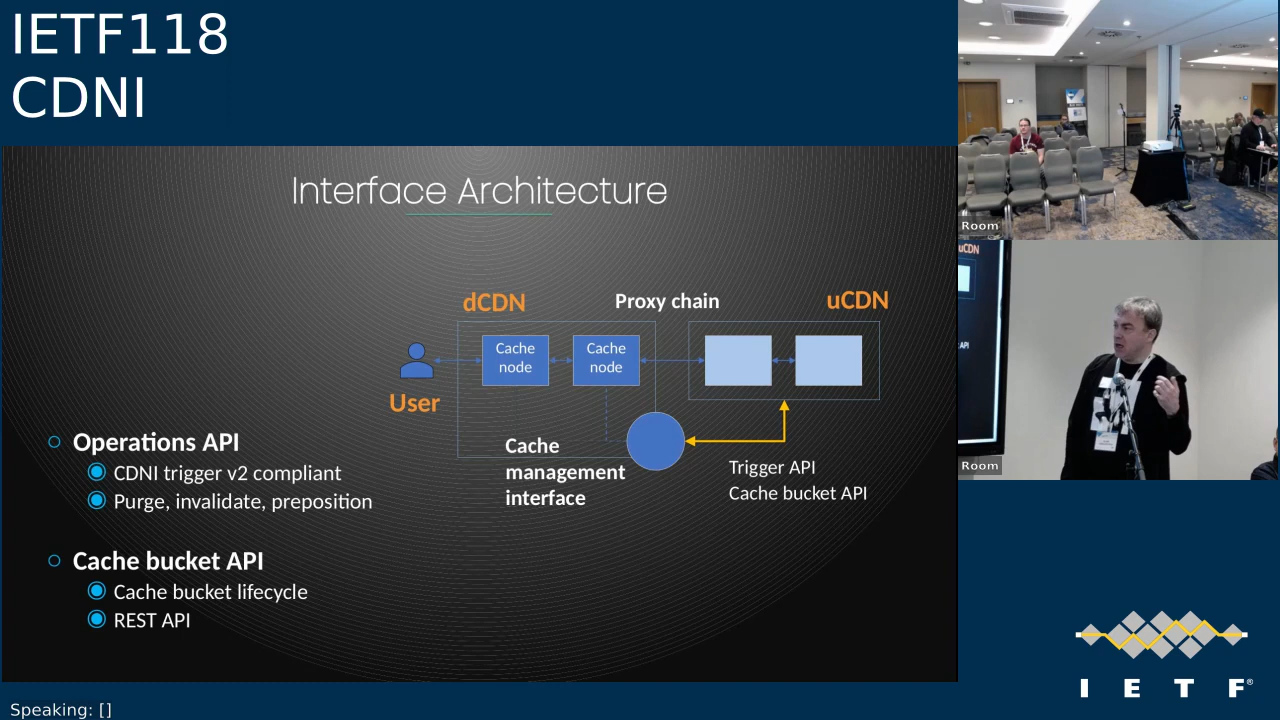 IETF118
CDNI
Interface Architecture
dCDN
Proxy chain
uCDN
Cache
node
Cache
node
User
Cache
management
interface
Trigger API
Cache bucket API
Operations API
CDNI trigger v2 compliant
Purge, invalidate, preposition
Cache bucket API
Cache bucket lifecycle
REST API
Room
uCDN
API
Room
I E T F®
Speaking: []